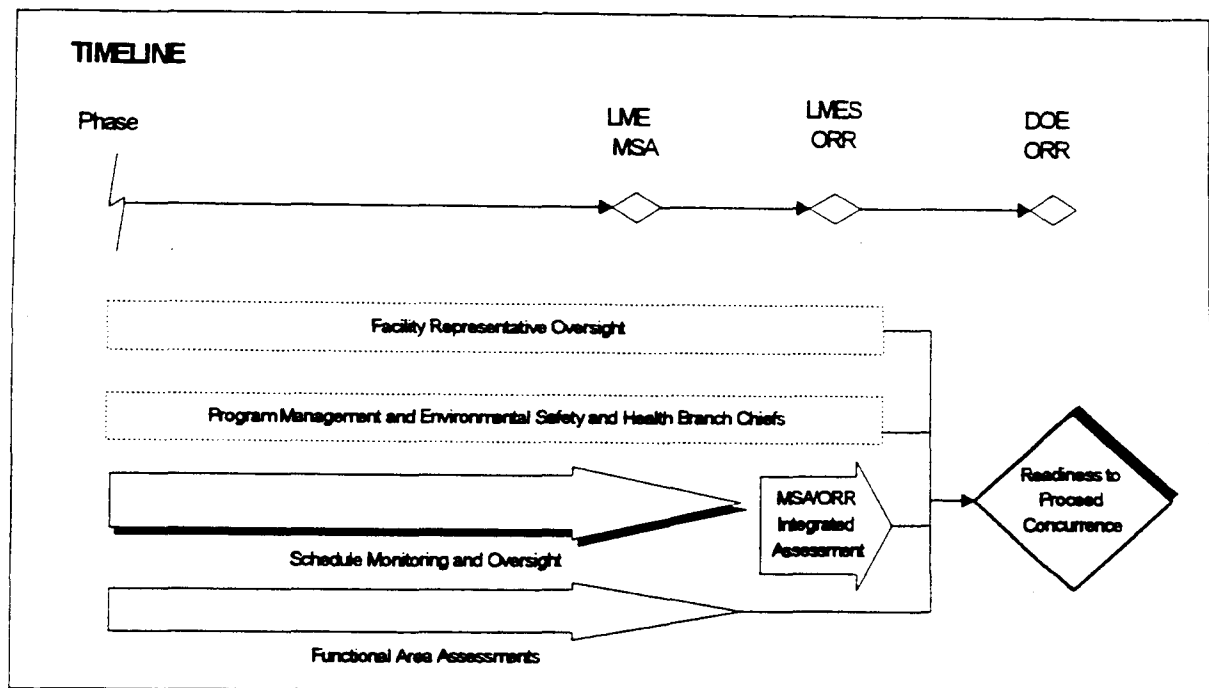 TIMELINE
Phase
LME
MSA
LMES
ORR
DOE
ORR
Facility Representative Oversight
Program Management and Environmental Safety and Health Branch Chiefs
Schedule Monitoring and Oversight
MSA/ORR
Integrated
Assessment
Readiness to
Proceed
Concurrence
Functional Area Assessments